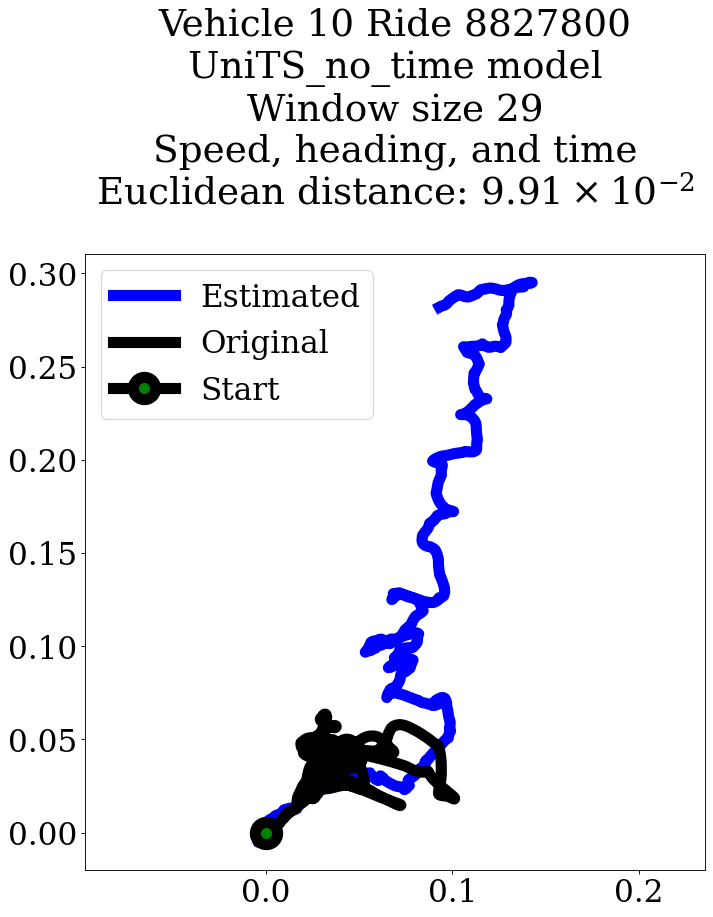 Vehicle 10 Ride 8827800
UniTS_no_time model
Window size 29
Speed, heading, and time
Euclidean distance: 9.91 × 10⁻²
Estimated
Original
Start
0.30
0.25
0.20
0.15
0.10
0.05
0.00
0.0 0.1 0.2